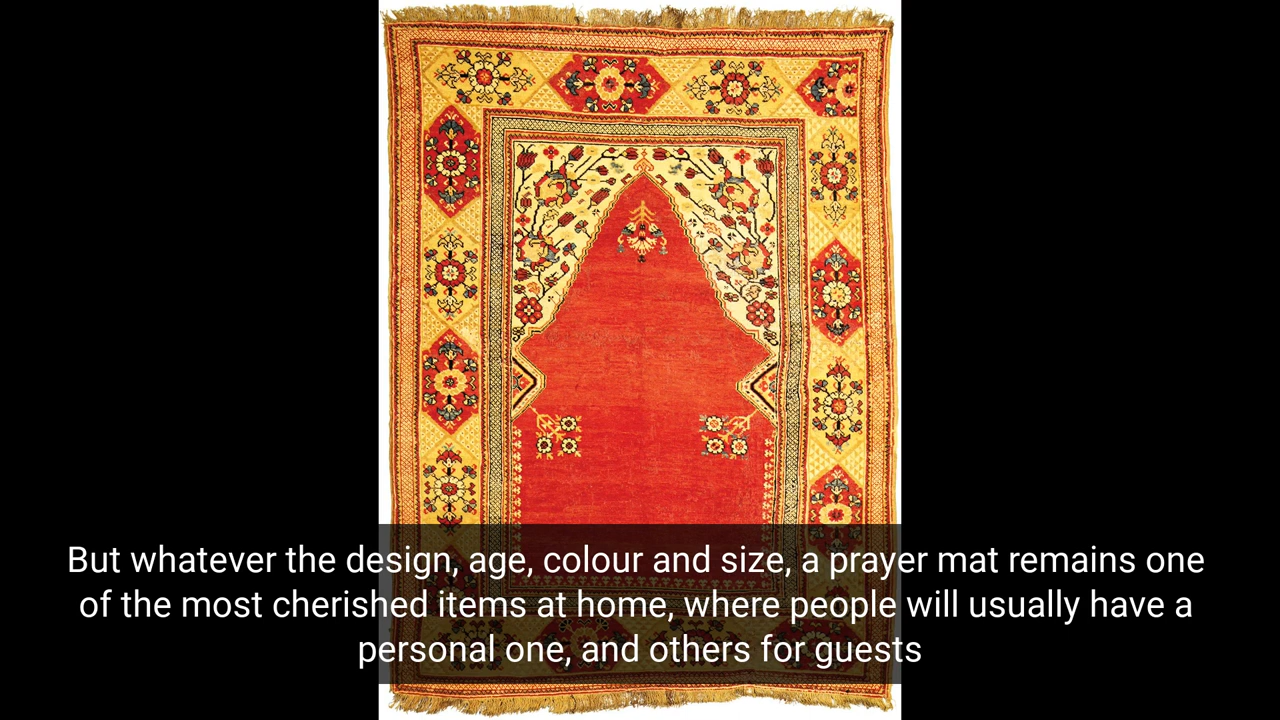 But whatever the design, age, colour and size, a prayer mat remains one
of the most cherished items at home, where people will usually have a
personal one, and others for guests